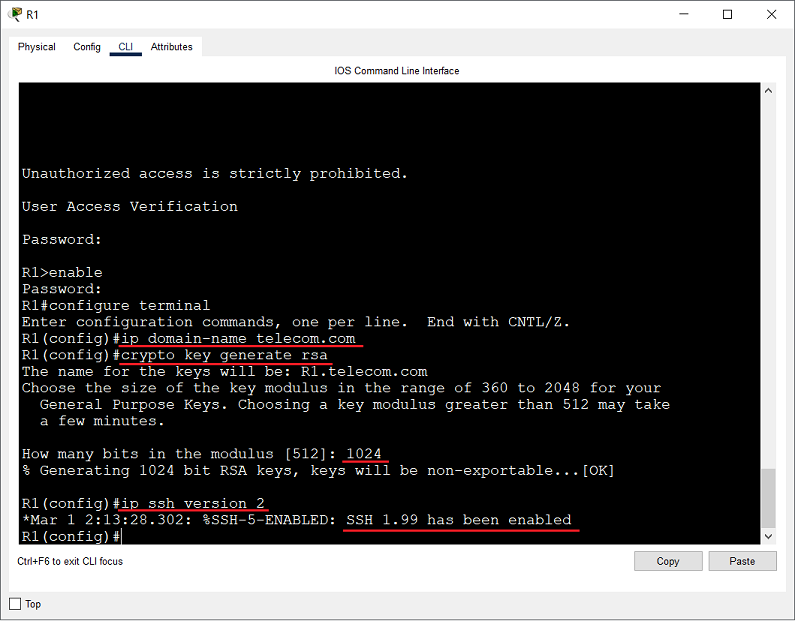 R1
Physical Config CLI Attributes
IOS Command Line Interface
Unauthorized access is strictly prohibited.
User Access Verification
Password:
R1>enable
Password:
R1#configure terminal
Enter configuration commands, one per line.  End with CNTL/Z.
R1(config)#ip domain-name telecom.com
R1(config)#crypto key generate rsa
The name for the keys will be: R1.telecom.com
Choose the size of the key modulus in the range of 360 to 2048 for your
  General Purpose Keys. Choosing a key modulus greater than 512 may take
  a few minutes.
How many bits in the modulus [512]: 1024
% Generating 1024 bit RSA keys, keys will be non-exportable...[OK]
R1(config)#ip ssh version 2
*Mar 1 2:13:28.302: %SSH-5-ENABLED: SSH 1.99 has been enabled
R1(config)#
Ctrl+F6 to exit CLI focus
Copy Paste
Top